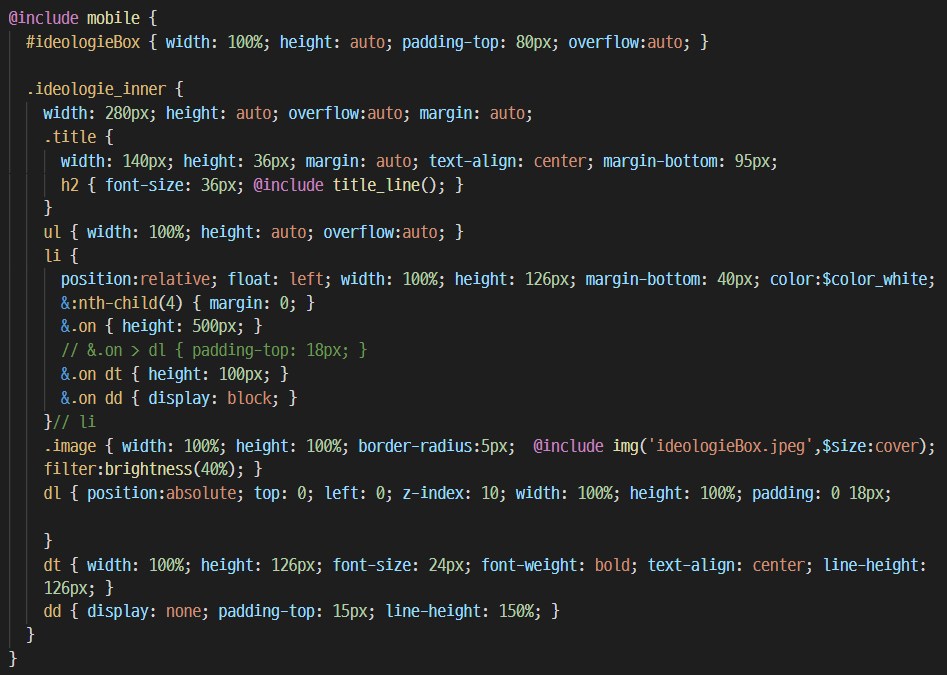 @include mobile {
#ideologieBox { width: 100%; height: auto; padding-top: 80px; overflow:auto; }
.ideologie_inner {
width: 280px; height: auto; overflow:auto; margin: auto;
.title {
width: 140px; height: 36px; margin: auto; text-align: center; margin-bottom: 95px;
h2 { font-size: 36px; @include title_line(); }
}
ul { width: 100%; height: auto; overflow:auto; }
li {
position:relative; float: left; width: 100%; height: 126px; margin-bottom: 40px; color:$color_white;
&:nth-child(4) { margin: 0; }
&.on { height: 500px; }
// &.on > dl { padding-top: 18px; }
&.on dt { height: 100px; }
&.on dd { display: block; }
}// li
.image { width: 100%; height: 100%; border-radius:5px;  @include img('ideologieBox.jpeg',$size:cover);
filter:brightness(40%); }
dl { position:absolute; top: 0; left: 0; z-index: 10; width: 100%; height: 100%; padding: 0 18px;
}
dt { width: 100%; height: 126px; font-size: 24px; font-weight: bold; text-align: center; line-height:
126px; }
dd { display: none; padding-top: 15px; line-height: 150%; }
}
}